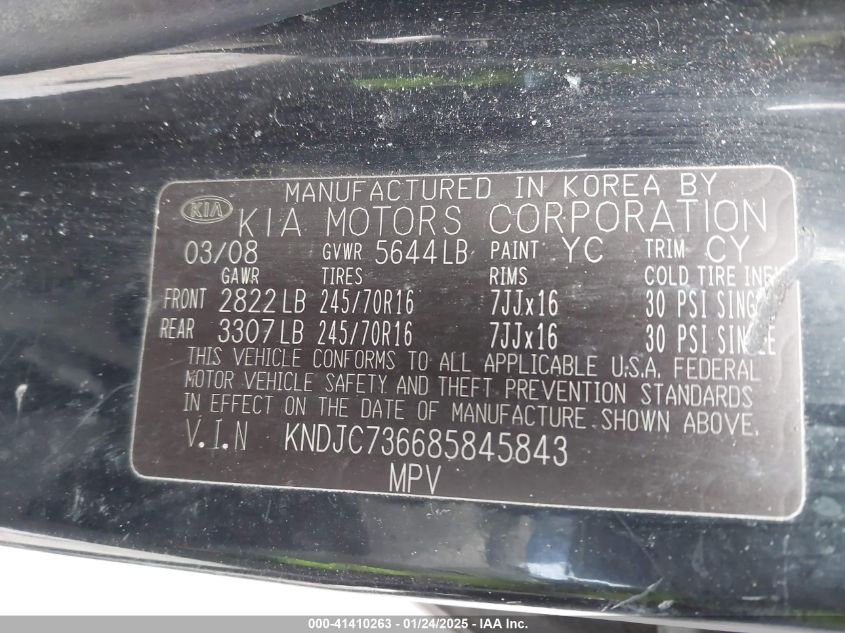 MANUFACTURED IN KOREA BY
KIA KIA MOTORS CORPORATION
03/08 GVWR 5644LB PAINT YC TRIM CY
GAWR TIRES RIMS COLD TIRE
FRONT 2822LB 245/70R16 7JJx16 30 PSI
REAR 3307LB 245/70R16 7JJx16 30 PSI SINGLE
THIS VEHICLE CONFORMS TO ALL APPLICABLE U.S.A. FEDERAL
MOTOR VEHICLE SAFETY AND THEFT PREVENTION STANDARDS
IN EFFECT ON THE DATE OF MANUFACTURE SHOWN ABOVE.
V.I.N KNDJC736685845843
MPV
000-41410263 - 01/24/2025 - IAA Inc.